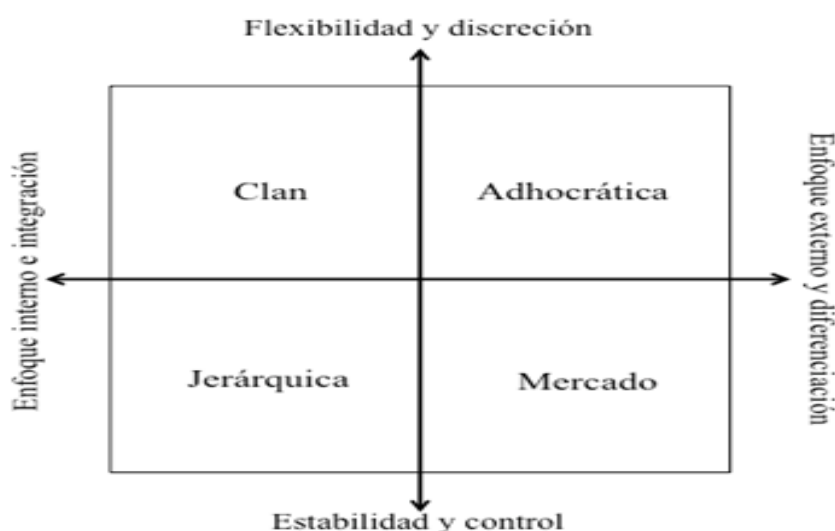 Flexibilidad y discreción
Enfoque interno e integración
Clan
Adhocrática
Enfoque externo y diferenciación
Jerárquica
Mercado
Estabilidad y control